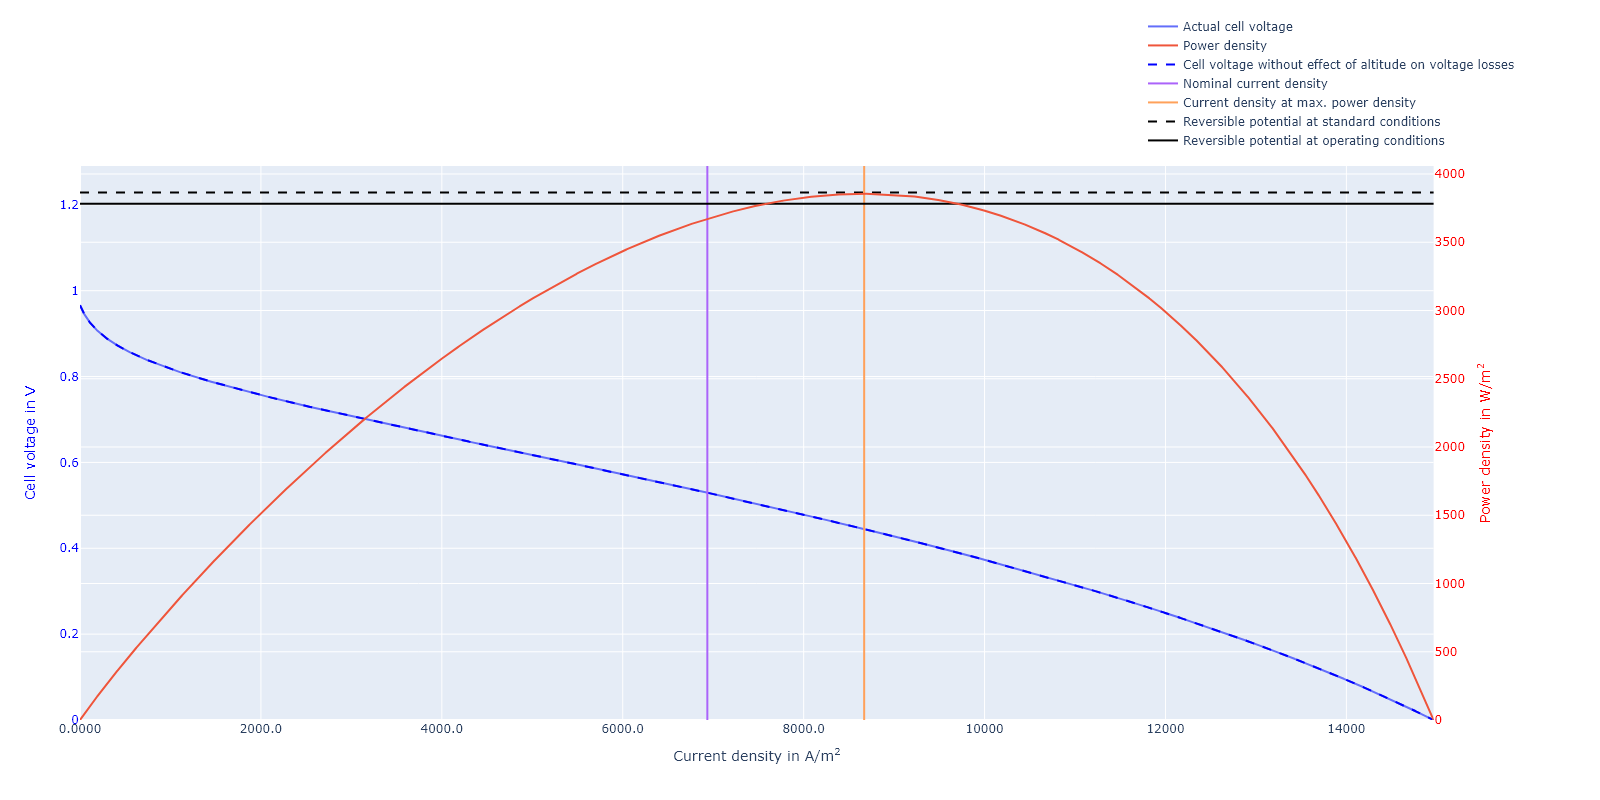 Actual cell voltage
Power density
Cell voltage without effect of altitude on voltage losses
Nominal current density
Current density at max. power density
Reversible potential at standard conditions
Reversible potential at operating conditions
1.2
1
0.8
0.6
0.4
0.2
0
Cell voltage in V
4000
3500
3000
2500
2000
1500
1000
500
0
Power density in W/m²
0.0000 2000.0 4000.0 6000.0 8000.0 10000 12000 14000
Current density in A/m²